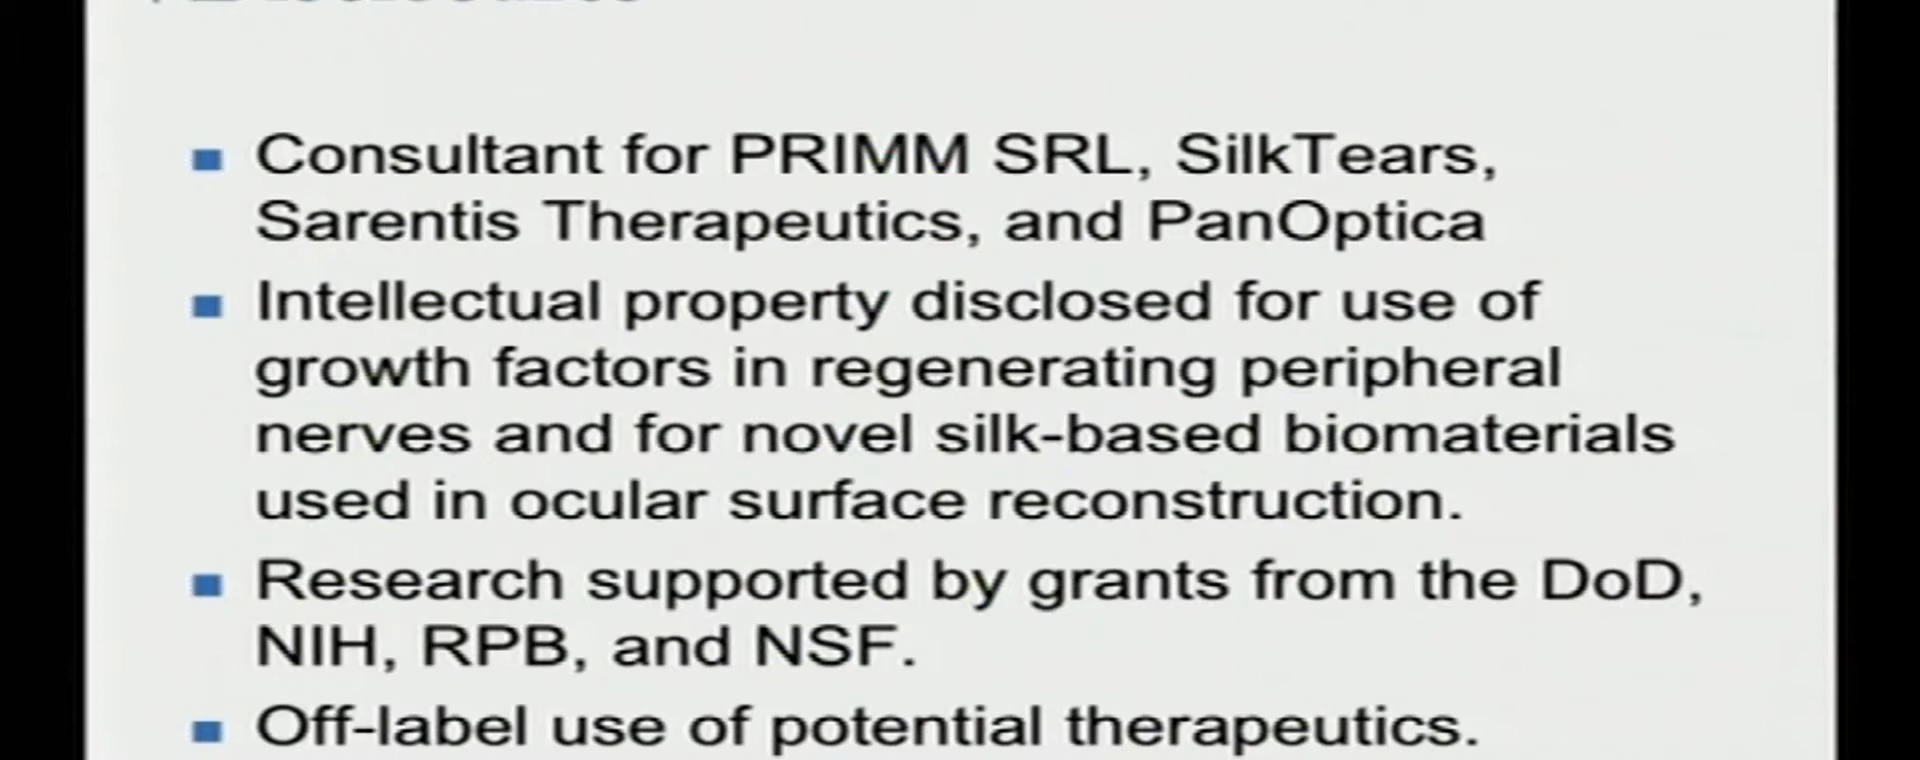 Consultant for PRIMM SRL, SilkTears,
Sarentis Therapeutics, and PanOptica
Intellectual property disclosed for use of
growth factors in regenerating peripheral
nerves and for novel silk-based biomaterials
used in ocular surface reconstruction.
Research supported by grants from the DoD,
NIH, RPB, and NSF.
Off-label use of potential therapeutics.